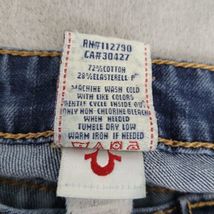 RN#112790
CA#30427
72%COTTON
28%ELASTERELL P
MACHINE WASH COLD
WITH LIKE COLORS
GENTLE CYCLE INSIDE OUT
ONLY NON-CHLORINE BLEACH
WHEN NEEDED
TUMBLE DRY LOW
WARM IRON IF NEEDED